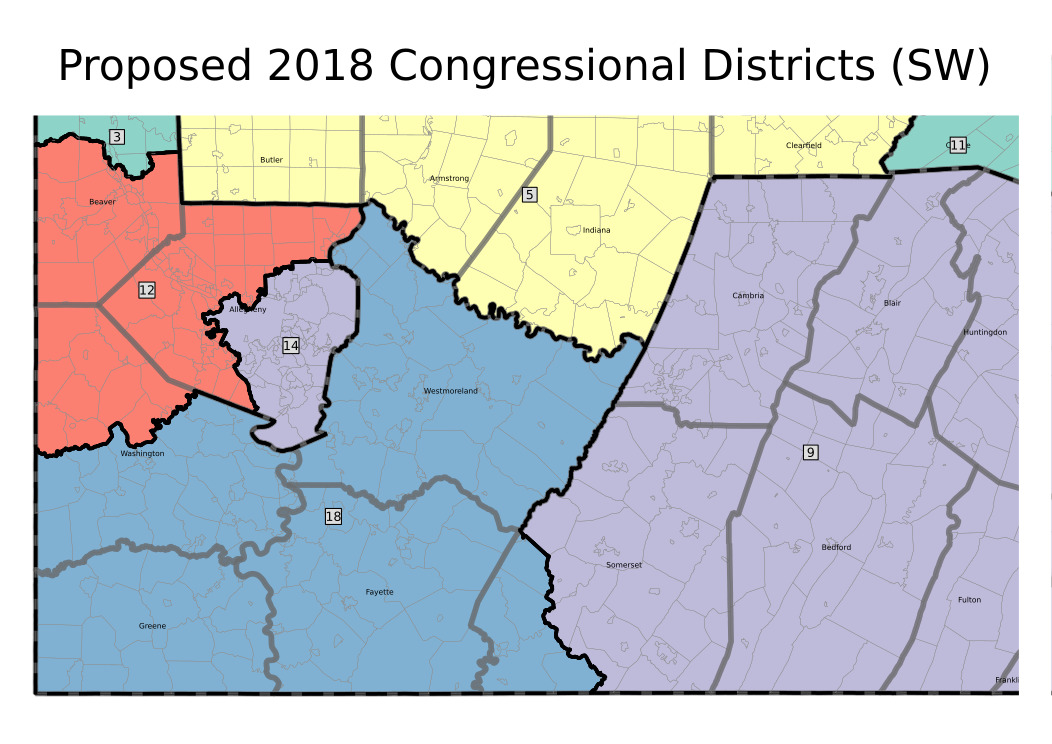 Proposed 2018 Congressional Districts (SW)
3
11
Clearfield
Butler
Armstrong
5
Beaver
Indiana
12
Cambria
Blair
Allegheny
Huntingdon
14
Westmoreland
Washington
9
18
Bedford
Somerset
Fayette
Fulton
Greene
Frankli